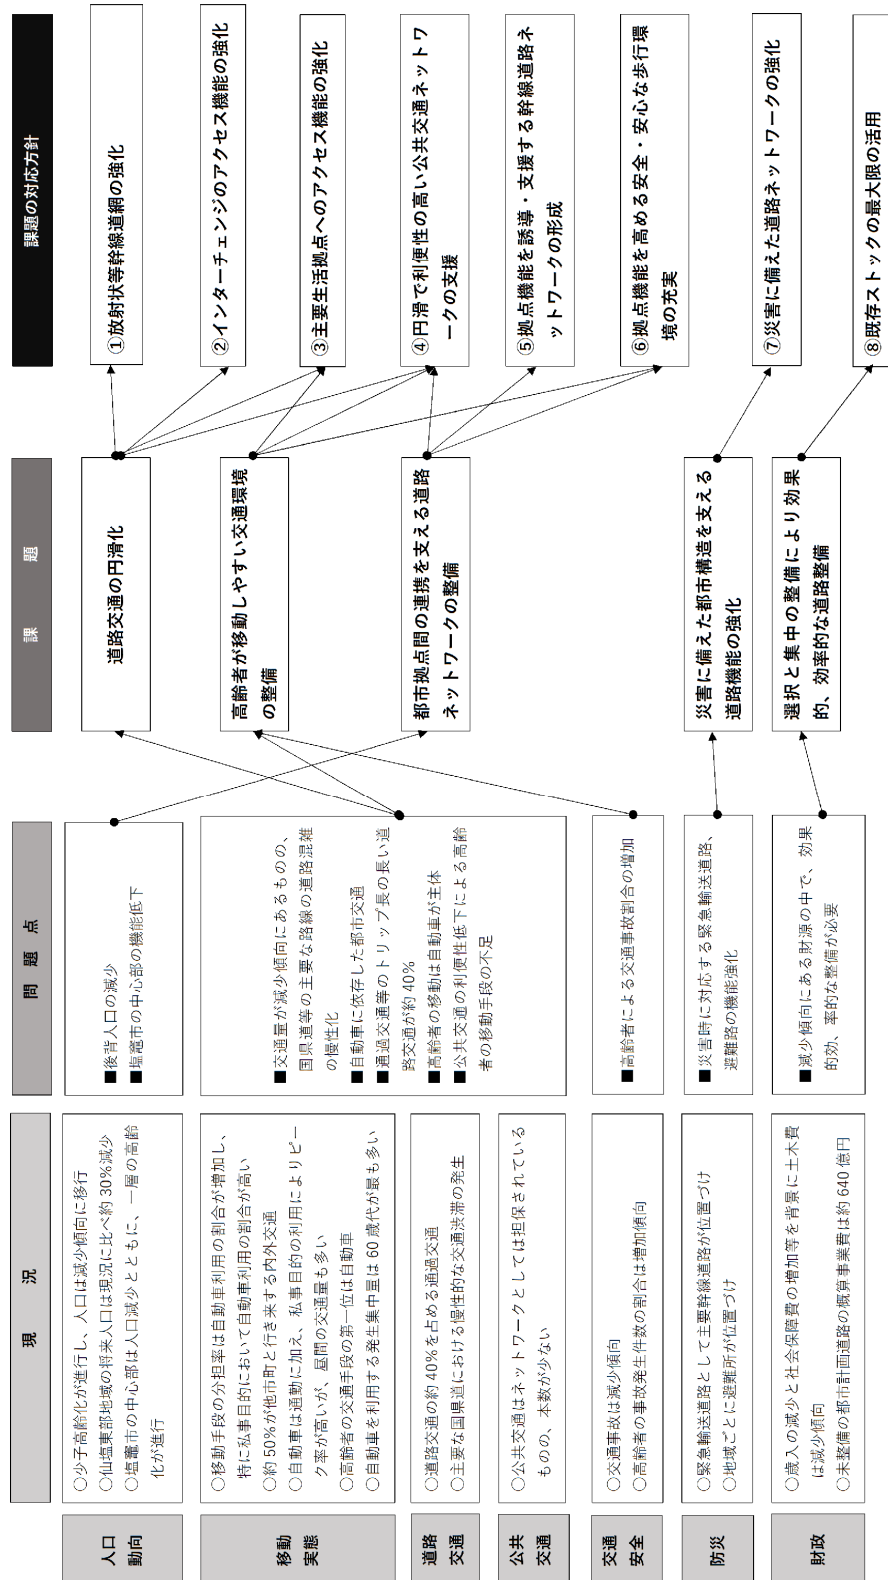 現　　況
問　題　点
課　　題
課題の対応方針
人口
動向
○少子高齢化が進行し、人口は減少傾向に移行
○仙塩東部地域の将来人口は現況に比べ約30%減少
○塩竈市の中心部は人口減少とともに、一層の高齢
化が進行
■後背人口の減少
■塩竈市の中心部の機能低下
移動
実態
○移動手段の分担率は自動車利用の割合が増加し、
特に私事目的において自動車利用の割合が高い
○約50%が他市町と行き来する内外交通
○自動車は通勤に加え、私事目的の利用によりピー
ク率が高いが、昼間の交通量も多い
○高齢者の交通手段の第一位は自動車
○自動車を利用する発生集中量は60歳代が最も多い
道路
交通
○道路交通の約40%を占める通過交通
○主要な国県道における慢性的な交通渋滞の発生
公共
交通
○公共交通はネットワークとしては担保されている
ものの、本数が少ない
■交通量が減少傾向にあるものの、
国県道等の主要な路線の道路混雑
の慢性化
■自動車に依存した都市交通
■通過交通等のトリップ長の長い道
路交通が約40%
■高齢者の移動は自動車が主体
■公共交通の利便性低下による高齢
者の移動手段の不足
交通
安全
○交通事故は減少傾向
○高齢者の事故発生件数の割合は増加傾向
■高齢者による交通事故割合の増加
防災
○緊急輸送道路として主要幹線道路が位置づけ
○地域ごとに避難所が位置づけ
■災害時に対応する緊急輸送道路、
避難路の機能強化
財政
○歳入の減少と社会保障費の増加等を背景に土木費
は減少傾向
○未整備の都市計画道路の概算事業費は約640億円
■減少傾向にある財源の中で、効果
的効、率的な整備が必要
道路交通の円滑化
高齢者が移動しやすい交通環境
の整備
都市拠点間の連携を支える道路
ネットワークの整備
災害に備えた都市構造を支える
道路機能の強化
選択と集中の整備により効果
的、効率的な道路整備
①放射状等幹線道網の強化
②インターチェンジのアクセス機能の強化
③主要生活拠点へのアクセス機能の強化
④円滑で利便性の高い公共交通ネットワ
ークの支援
⑤拠点機能を誘導・支援する幹線道路ネ
ットワークの形成
⑥拠点機能を高める安全・安心な歩行環
境の充実
⑦災害に備えた道路ネットワークの強化
⑧既存ストックの最大限の活用